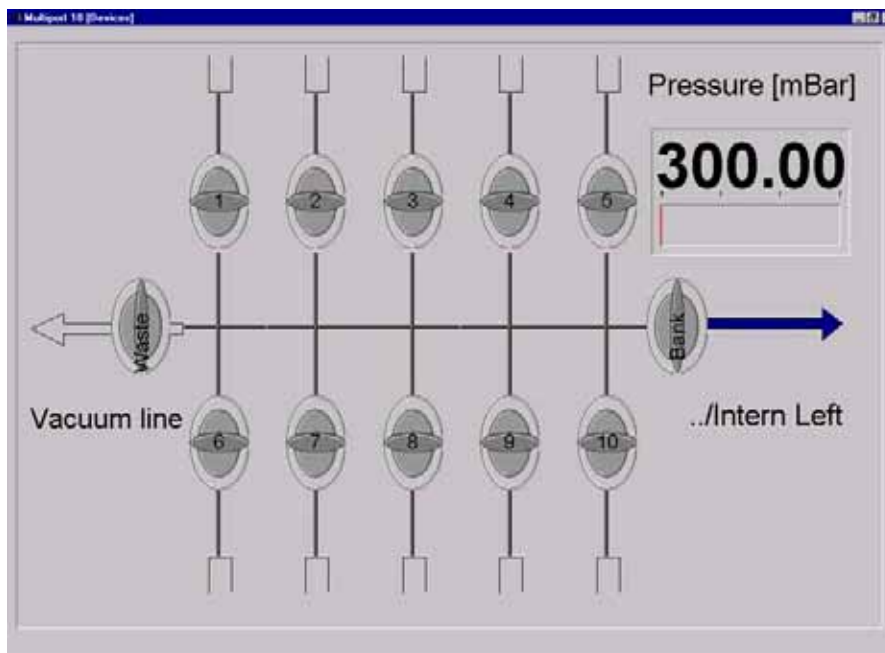 Multiport 10 [Devices]
Pressure [mBar]
300.00
1 2 3 4 5
Waste
Bank
Vacuum line
../Intern Left
6 7 8 9 10